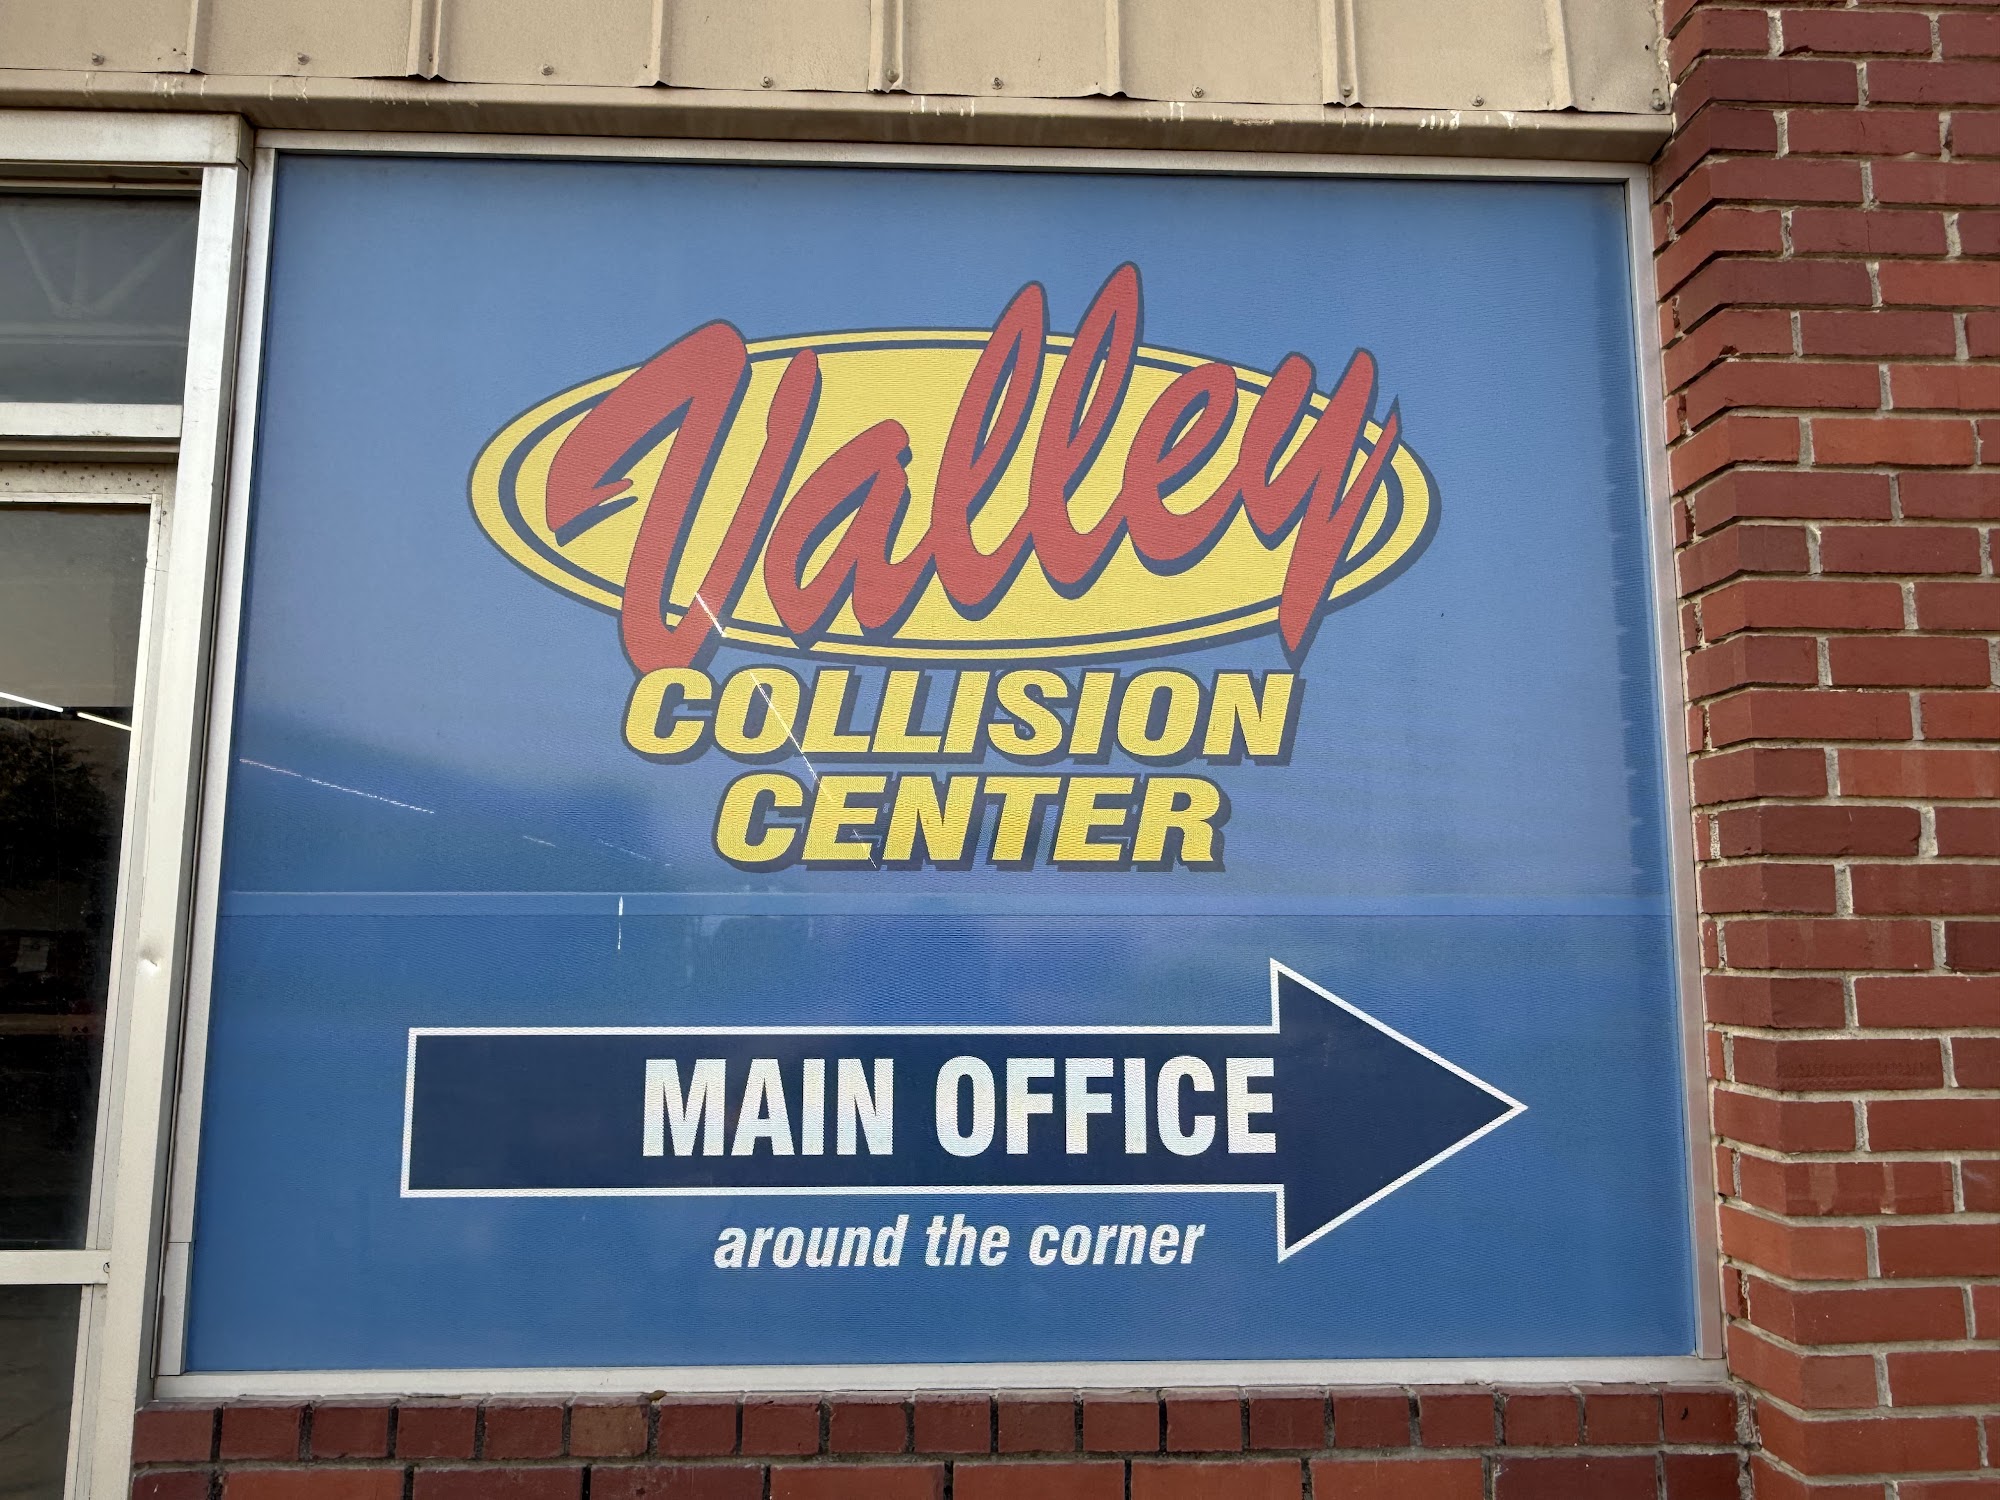 Valley
COLLISION
CENTER
MAIN OFFICE
around the corner